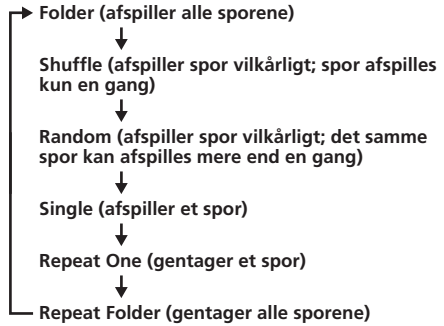 Folder (afspiller alle sporene)
Shuffle (afspiller spor vilkårligt; spor afspilles
kun en gang)
Random (afspiller spor vilkårligt; det samme
spor kan afspilles mere end en gang)
Single (afspiller et spor)
Repeat One (gentager et spor)
Repeat Folder (gentager alle sporene)